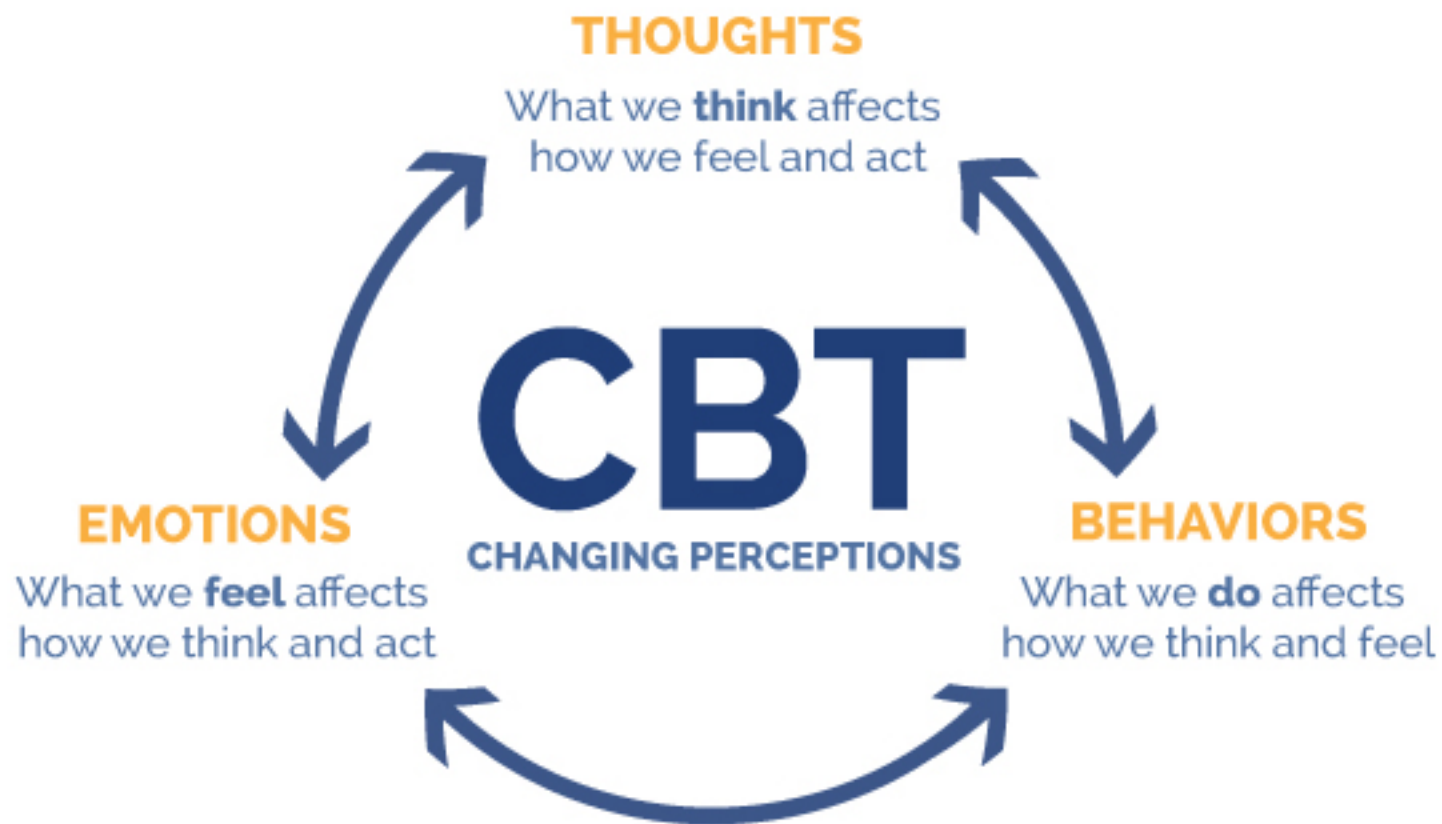 THOUGHTS
What we think affects
how we feel and act
CBT
CHANGING PERCEPTIONS
EMOTIONS
What we feel affects
how we think and act
BEHAVIORS
What we do affects
how we think and feel